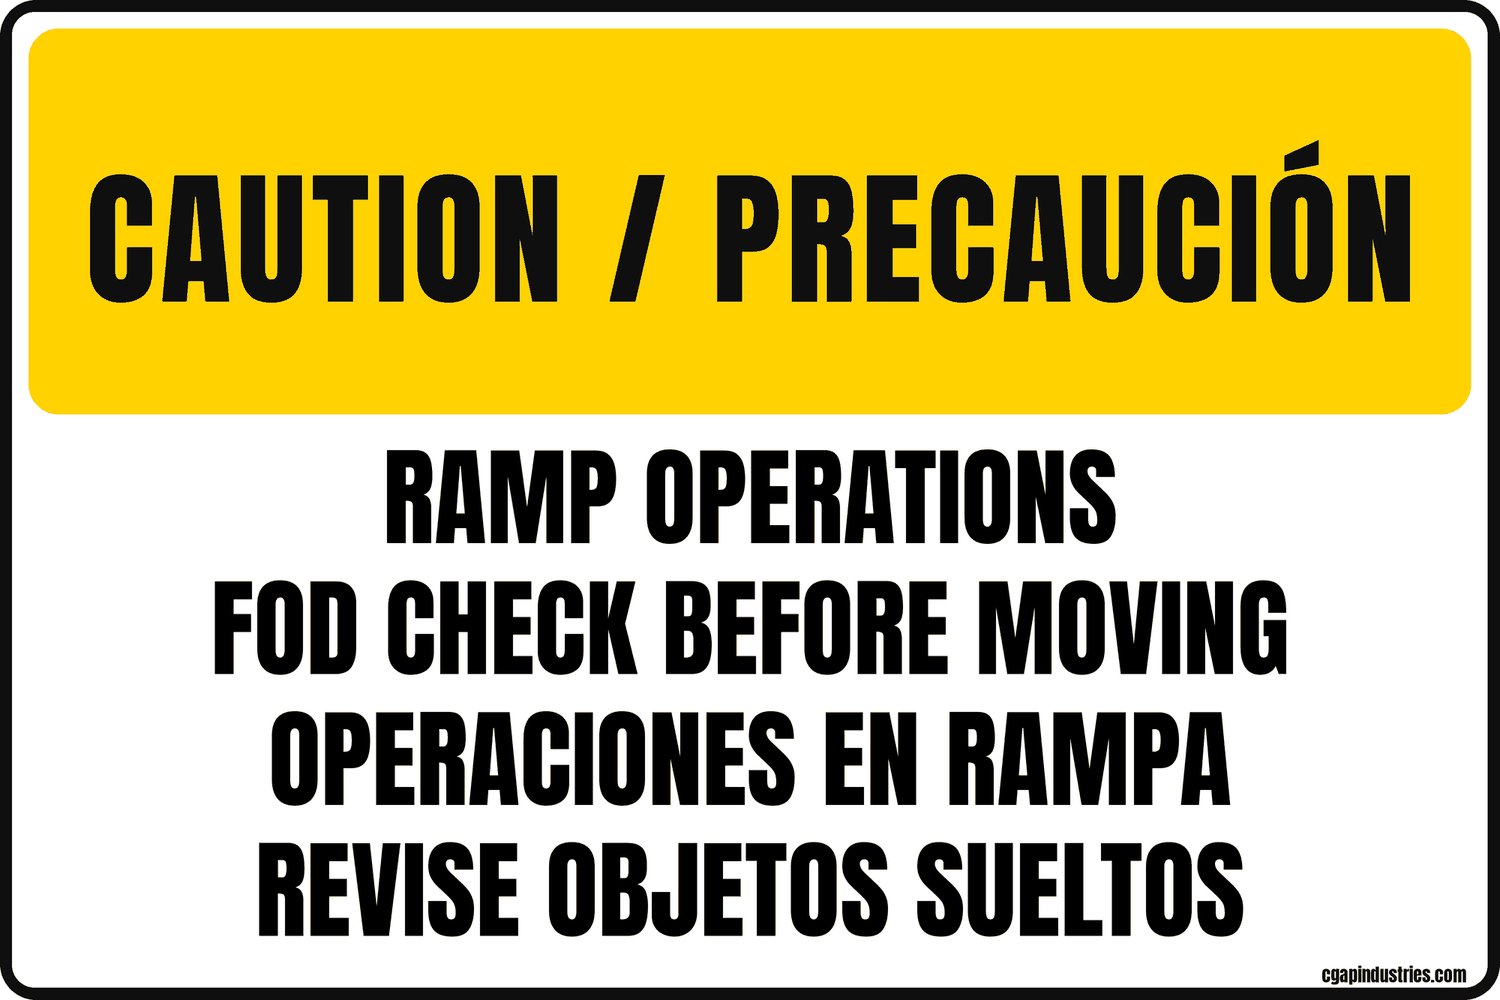 CAUTION / PRECAUCIÓN
RAMP OPERATIONS
FOD CHECK BEFORE MOVING
OPERACIONES EN RAMPA
REVISE OBJETOS SUELTOS
cgapindustries.com